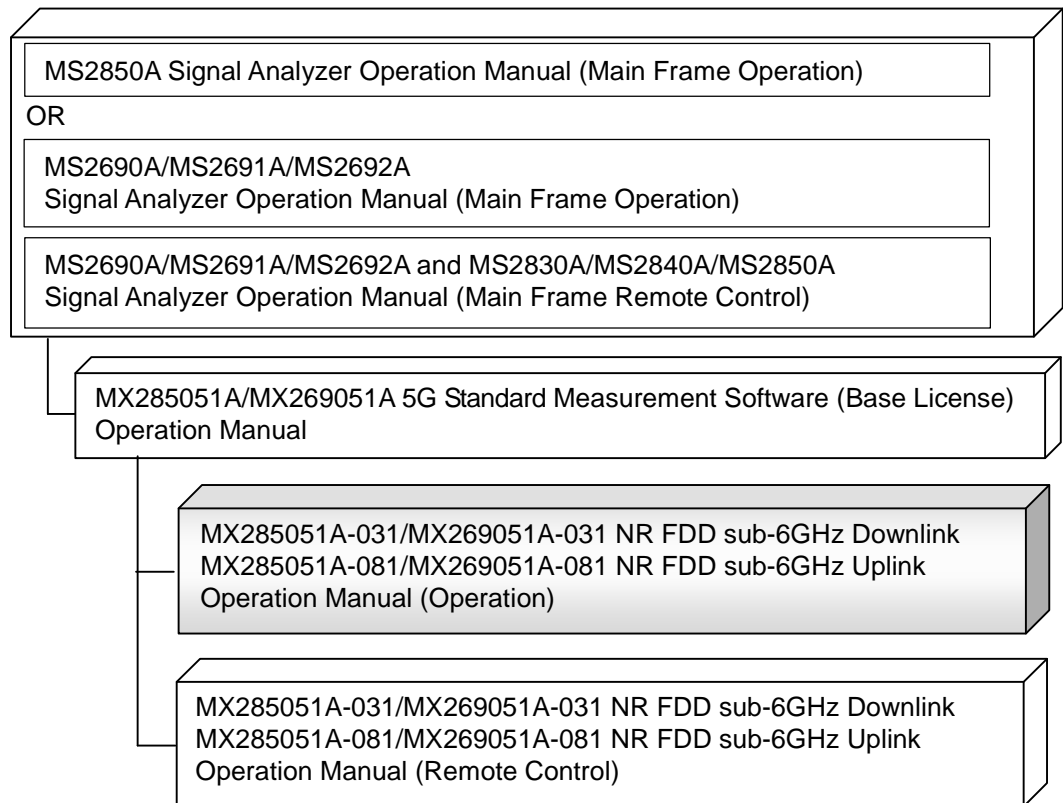 MS2850A Signal Analyzer Operation Manual (Main Frame Operation)
OR
MS2690A/MS2691A/MS2692A
Signal Analyzer Operation Manual (Main Frame Operation)
MS2690A/MS2691A/MS2692A and MS2830A/MS2840A/MS2850A
Signal Analyzer Operation Manual (Main Frame Remote Control)
MX285051A/MX269051A 5G Standard Measurement Software (Base License)
Operation Manual
MX285051A-031/MX269051A-031 NR FDD sub-6GHz Downlink
MX285051A-081/MX269051A-081 NR FDD sub-6GHz Uplink
Operation Manual (Operation)
MX285051A-031/MX269051A-031 NR FDD sub-6GHz Downlink
MX285051A-081/MX269051A-081 NR FDD sub-6GHz Uplink
Operation Manual (Remote Control)